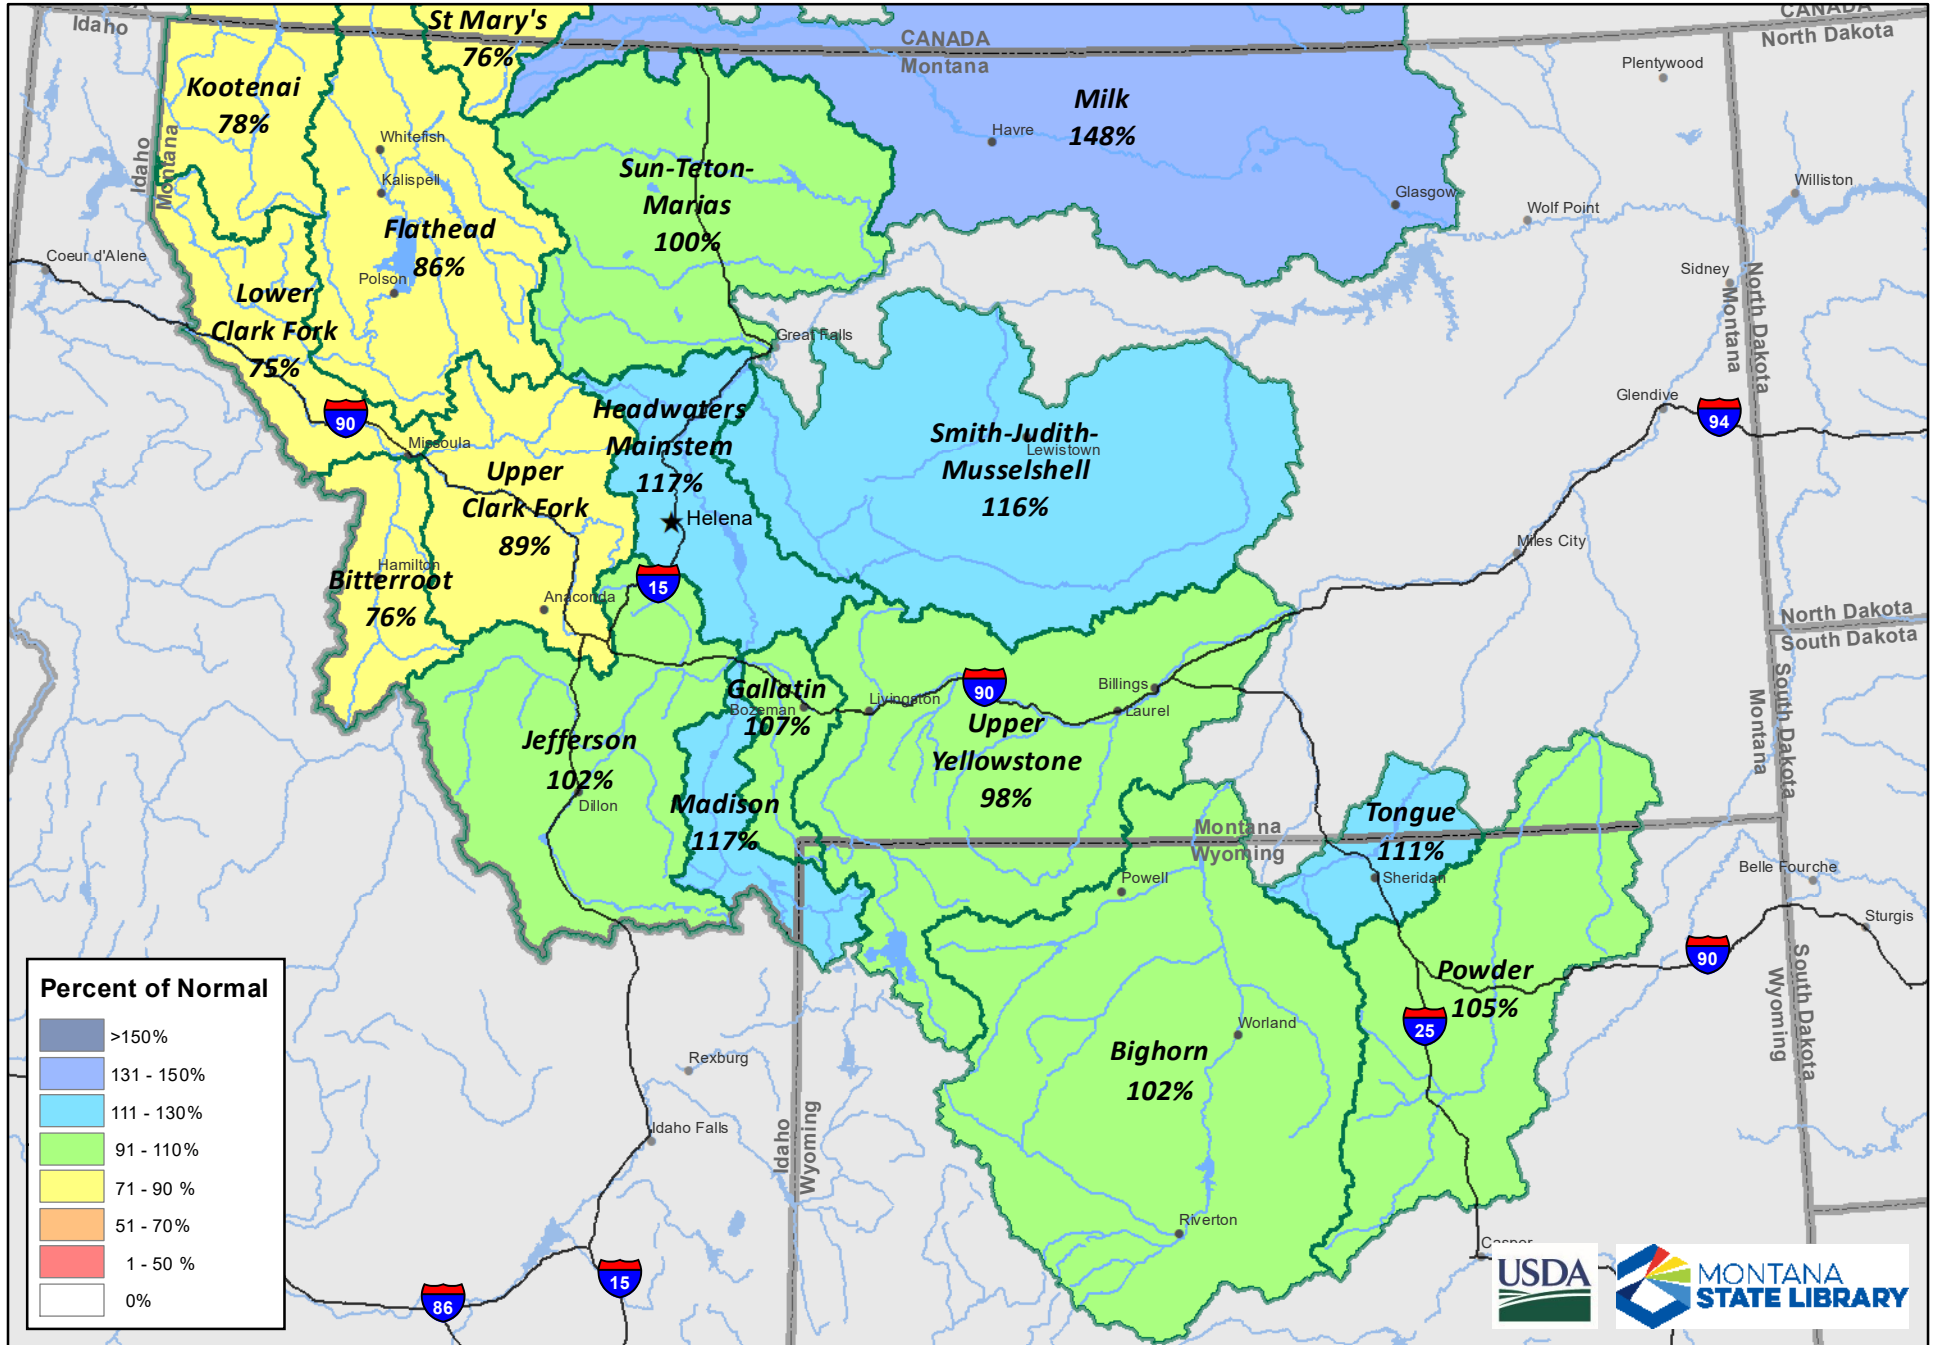 CANADA
Idaho
St Mary's
76%
CANADA
Montana
CANADA
North Dakota
Kootenai
78%
Idaho
Montana
Whitefish
Kalispell
Flathead
86%
Polson
Sun-Teton-
Marias
100%
Milk
148%
Havre
Glasgow
Plentywood
Wolf Point
Williston
Sidney
Montana
North Dakota
Coeur d'Alene
Lower
Clark Fork
75%
90
Missoula
Great Falls
Headwaters
Mainstem
117%
Helena
Smith-Judith-
Musselshell
Lewistown
116%
Glendive
94
Upper
Clark Fork
89%
Hamilton
Bitterroot
76%
Anaconda
15
Miles City
North Dakota
South Dakota
Montana
South Dakota
Gallatin
Bozeman
107%
Livingston
90
Billings
Laurel
Upper
Yellowstone
98%
Jefferson
102%
Dillon
Madison
117%
Montana
Wyoming
Tongue
111%
Sheridan
Powell
Belle Fourche
Sturgis
90
Wyoming
South Dakota
Powder
105%
25
Worland
Bighorn
102%
Riverton
Casper
Rexburg
Idaho Falls
Idaho
Wyoming
15
86
Percent of Normal
>150%
131 - 150%
111 - 130%
91 - 110%
71 - 90 %
51 - 70%
1 - 50 %
0%
USDA
MONTANA
STATE LIBRARY